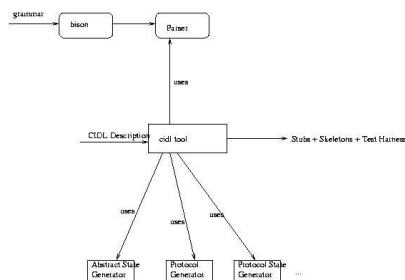 grammar
bison
Parser
uses
CIDL Description
cidl tool
Stubs + Skeletons + Test Harness
uses
uses
uses
Abstract State
Generator
Protocol
Generator
Protocol State
Generator
...